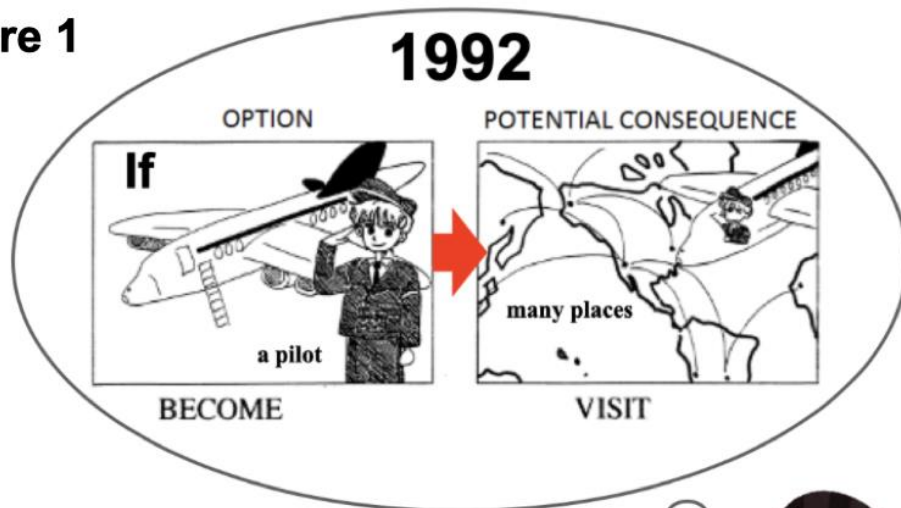 re 1
1992
OPTION
POTENTIAL CONSEQUENCE
If
a pilot
many places
BECOME
VISIT